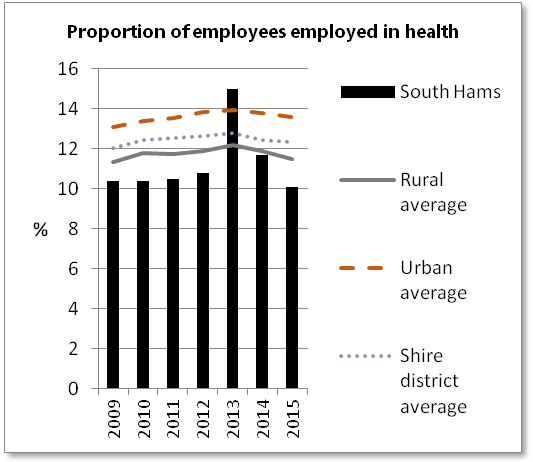 Proportion of employees employed in health
16
14
12
10
8
6
4
2
0
%
2009
2010
2011
2012
2013
2014
2015
South Hams
Rural
average
Urban
average
Shire
district
average